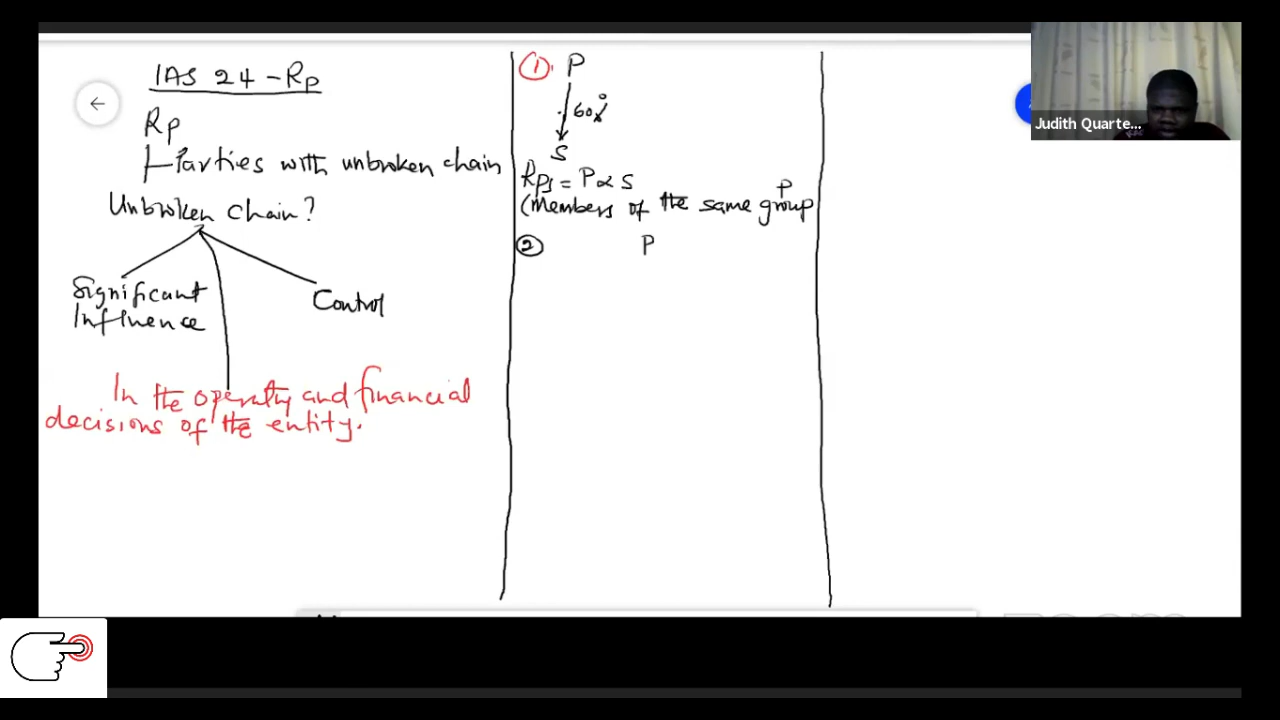 IAS 24 - Rp
Rp
Parties with unbroken chain
Unbroken chain?
Significant
Influence
Control
In the operatg and financial
decisions of the entity.
① P
60%
S
RPs = P & S
P
(Members of the same group
② P
Judith Quarte...